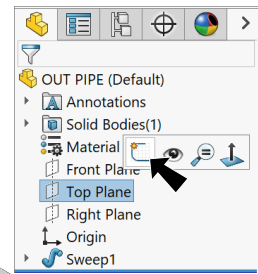 OUT PIPE (Default)
Annotations
Solid Bodies(1)
Material
Front Plane
Top Plane
Right Plane
Origin
Sweep1